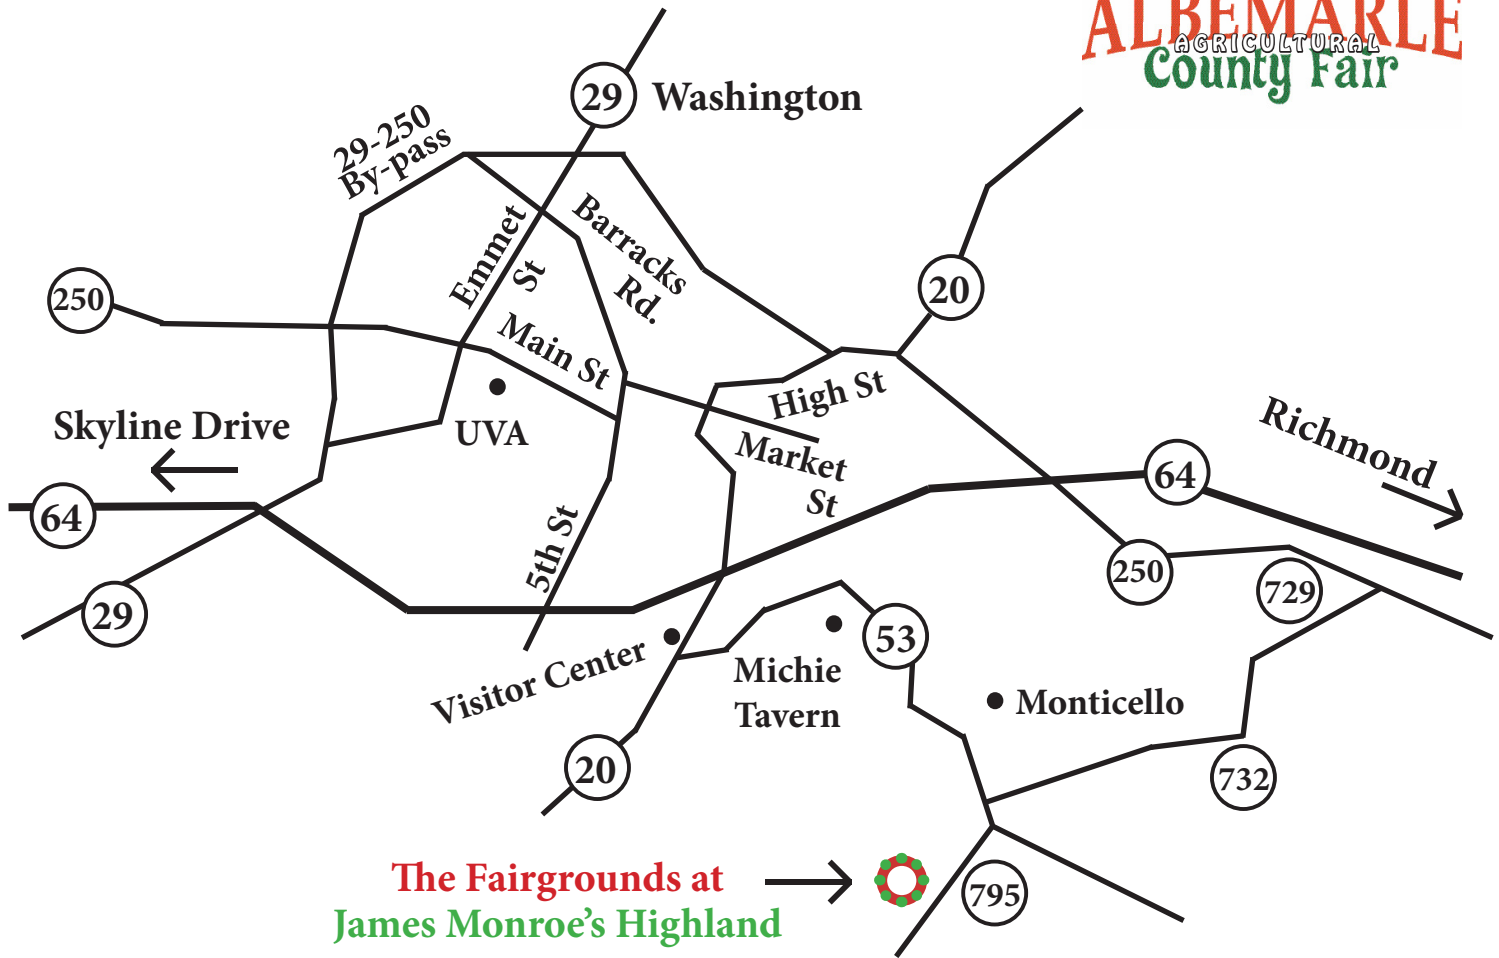 ALBEMARLE
AGRICULTURAL
County Fair
29
Washington
29-250
By-pass
Emmet
St
Barracks
Rd.
250
20
Main St
High St
Skyline Drive
UVA
Market
St
Richmond
64
64
5th St
250
729
29
53
Visitor Center
Michie
Tavern
Monticello
20
732
The Fairgrounds at
James Monroe's Highland
795